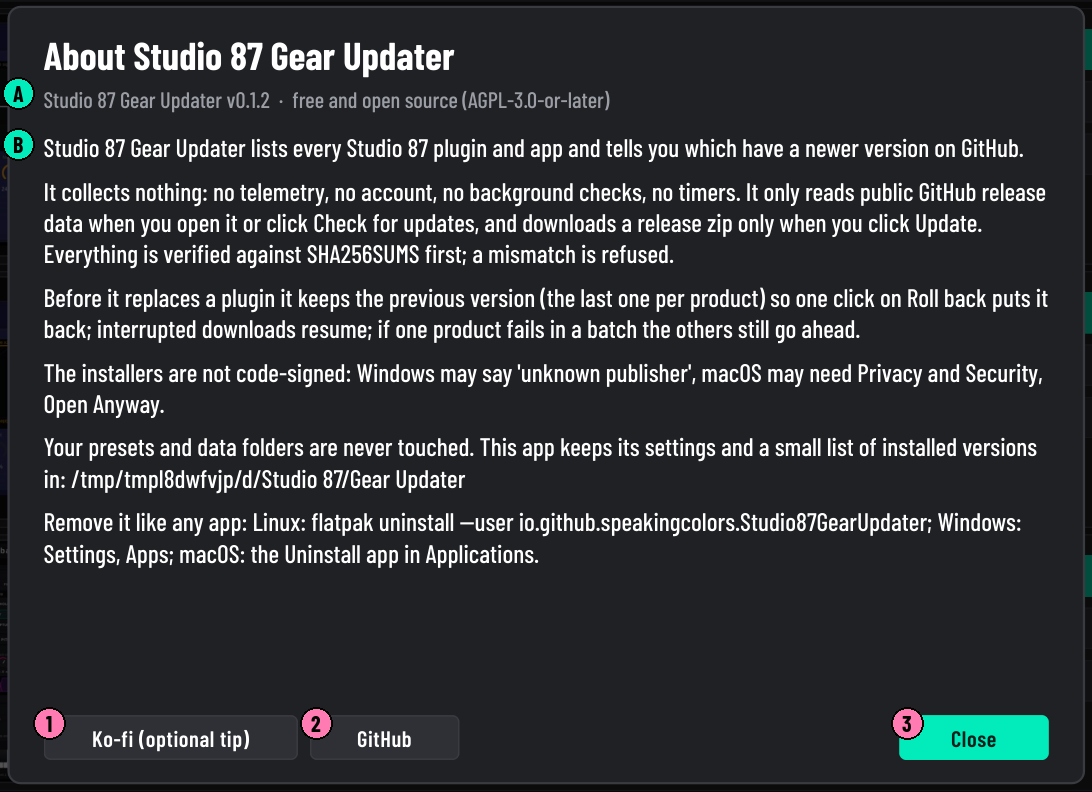 About Studio 87 Gear Updater
A
Studio 87 Gear Updater v0.1.2 · free and open source (AGPL-3.0-or-later)
B
Studio 87 Gear Updater lists every Studio 87 plugin and app and tells you which have a newer version on GitHub.
It collects nothing: no telemetry, no account, no background checks, no timers. It only reads public GitHub release
data when you open it or click Check for updates, and downloads a release zip only when you click Update.
Everything is verified against SHA256SUMS first; a mismatch is refused.
Before it replaces a plugin it keeps the previous version (the last one per product) so one click on Roll back puts it
back; interrupted downloads resume; if one product fails in a batch the others still go ahead.
The installers are not code-signed: Windows may say 'unknown publisher', macOS may need Privacy and Security,
Open Anyway.
Your presets and data folders are never touched. This app keeps its settings and a small list of installed versions
in: /tmp/tmpl8dwfvjp/d/Studio 87/Gear Updater
Remove it like any app: Linux: flatpak uninstall —user io.github.speakingcolors.Studio87GearUpdater; Windows:
Settings, Apps; macOS: the Uninstall app in Applications.
1
Ko-fi (optional tip)
2
GitHub
3
Close